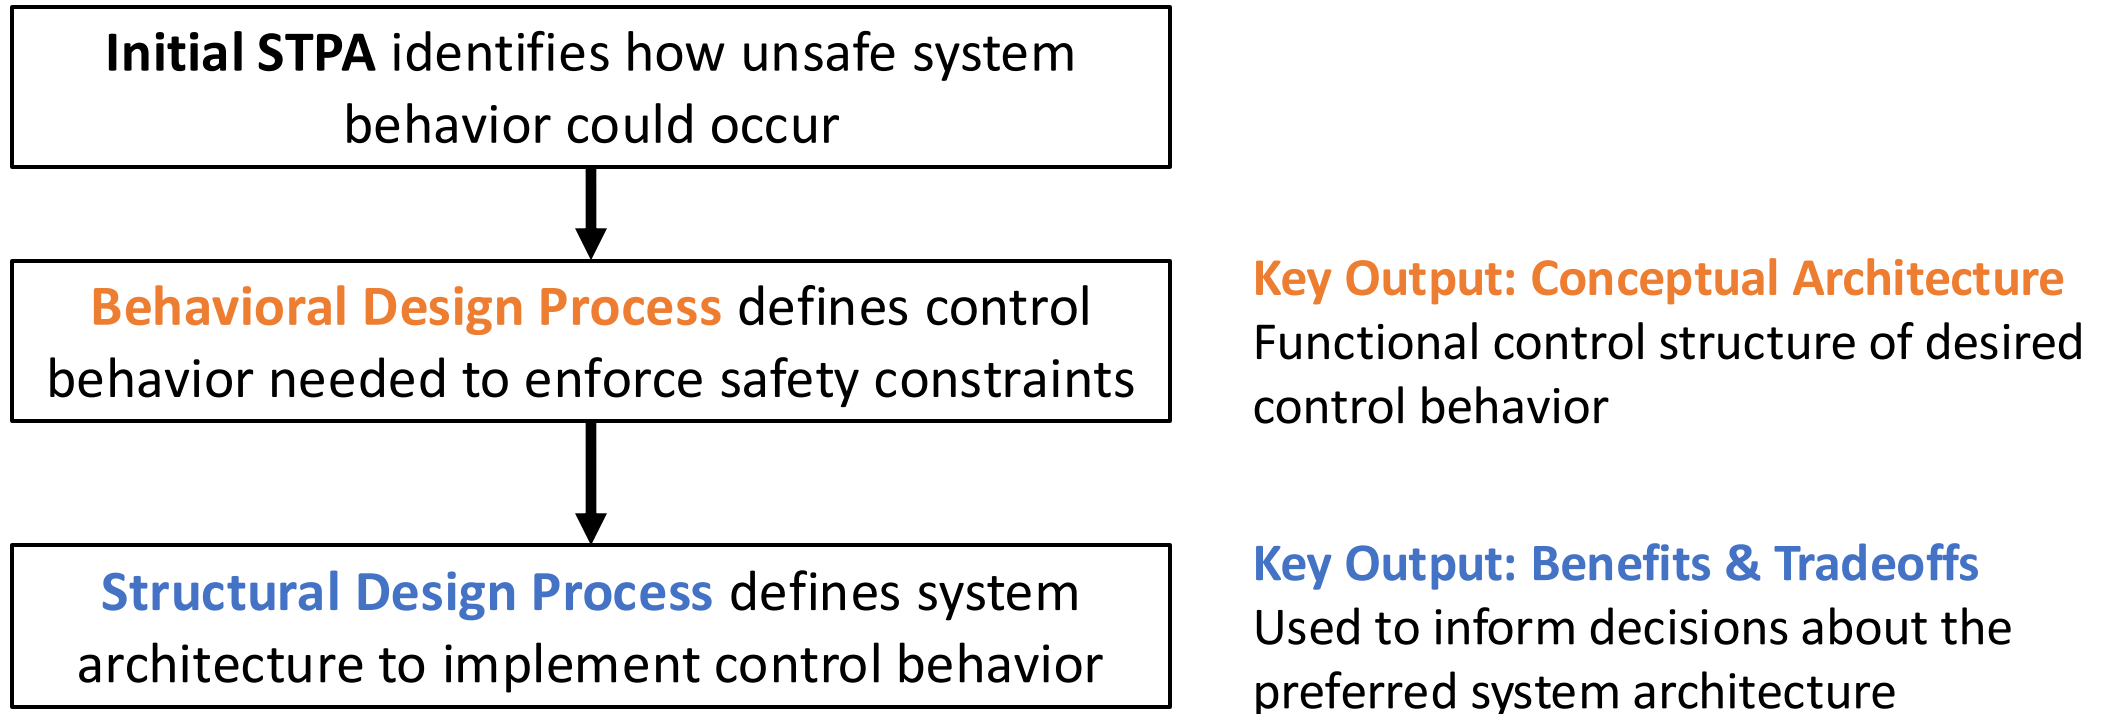 Initial STPA identifies how unsafe system
behavior could occur
Behavioral Design Process defines control
behavior needed to enforce safety constraints
Key Output: Conceptual Architecture
Functional control structure of desired
control behavior
Structural Design Process defines system
architecture to implement control behavior
Key Output: Benefits & Tradeoffs
Used to inform decisions about the
preferred system architecture